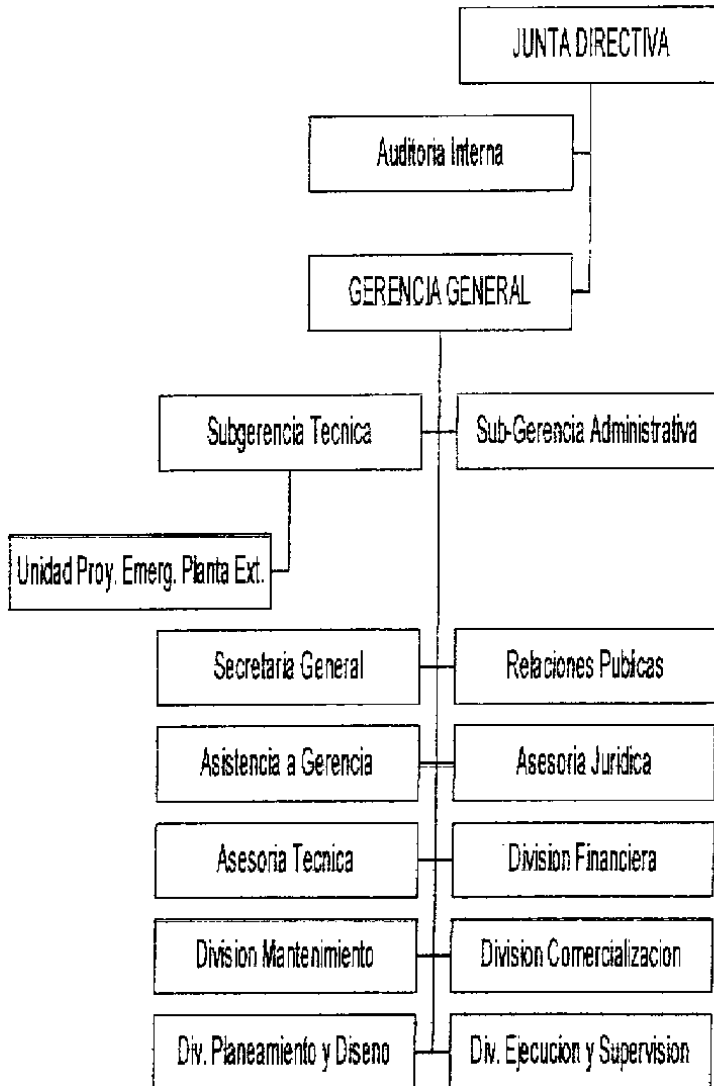 JUNTA DIRECTIVA
Auditoria Interna
GERENCIA GENERAL
Subgerencia Tecnica
Sub-Gerencia Administrativa
Unidad Proy. Emerg. Planta Ext.
Secretaria General
Relaciones Publicas
Asistencia a Gerencia
Asesoria Juridica
Asesoria Tecnica
Division Financiera
Division Mantenimiento
Division Comercializacion
Div. Planeamiento y Diseno
Div. Ejecucion y Supervision